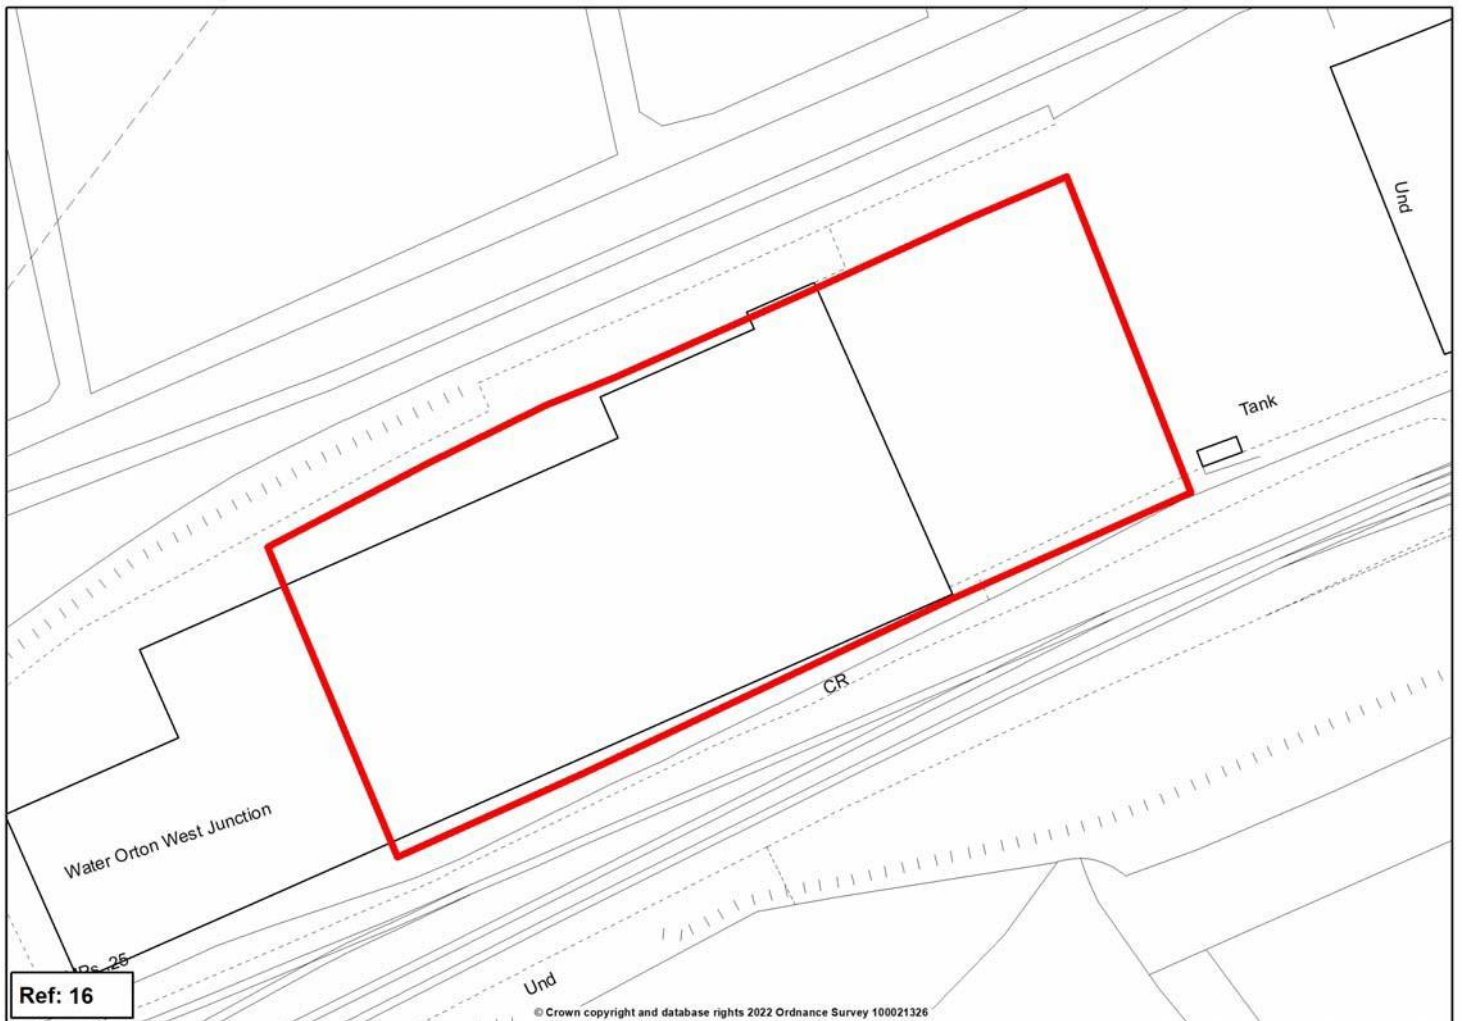 Und
Tank
CR
Water Orton West Junction
25
Ref: 16
Und
© Crown copyright and database rights 2022 Ordnance Survey 100021326